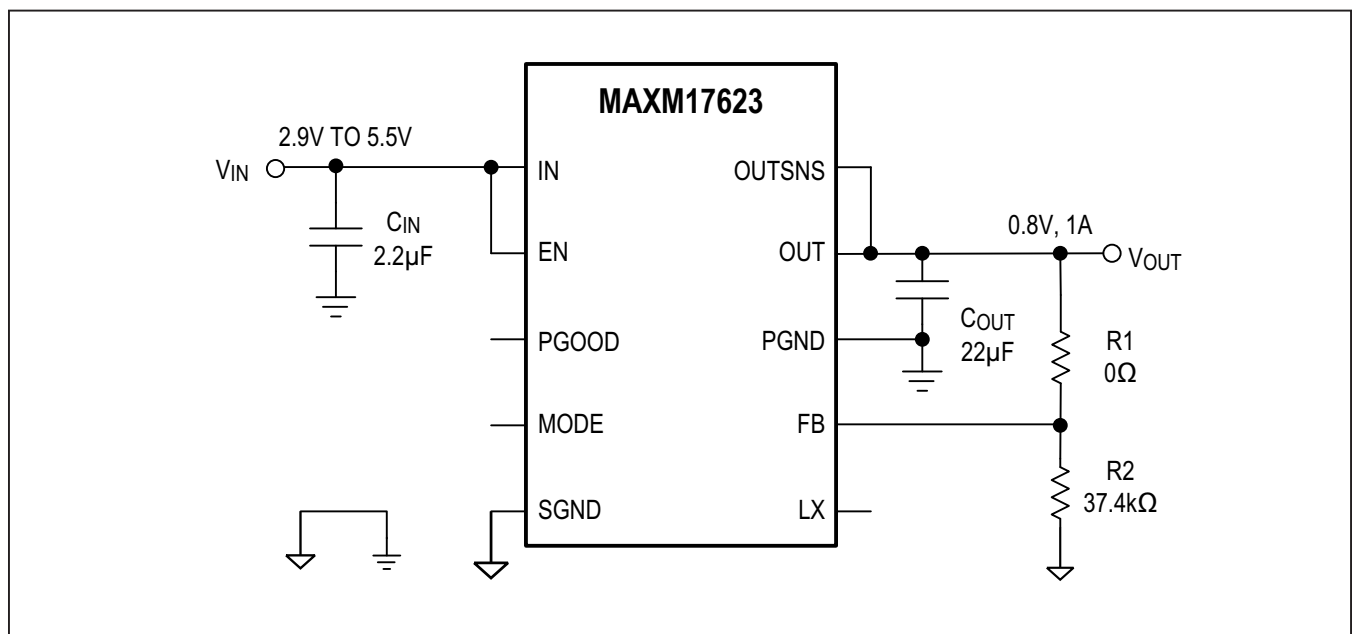 MAXM17623
2.9V TO 5.5V
VIN
CIN
2.2µF
IN
EN
PGOOD
MODE
SGND
OUTSNS
OUT
PGND
FB
LX
0.8V, 1A
VOUT
COUT
22µF
R1
0Ω
R2
37.4kΩ